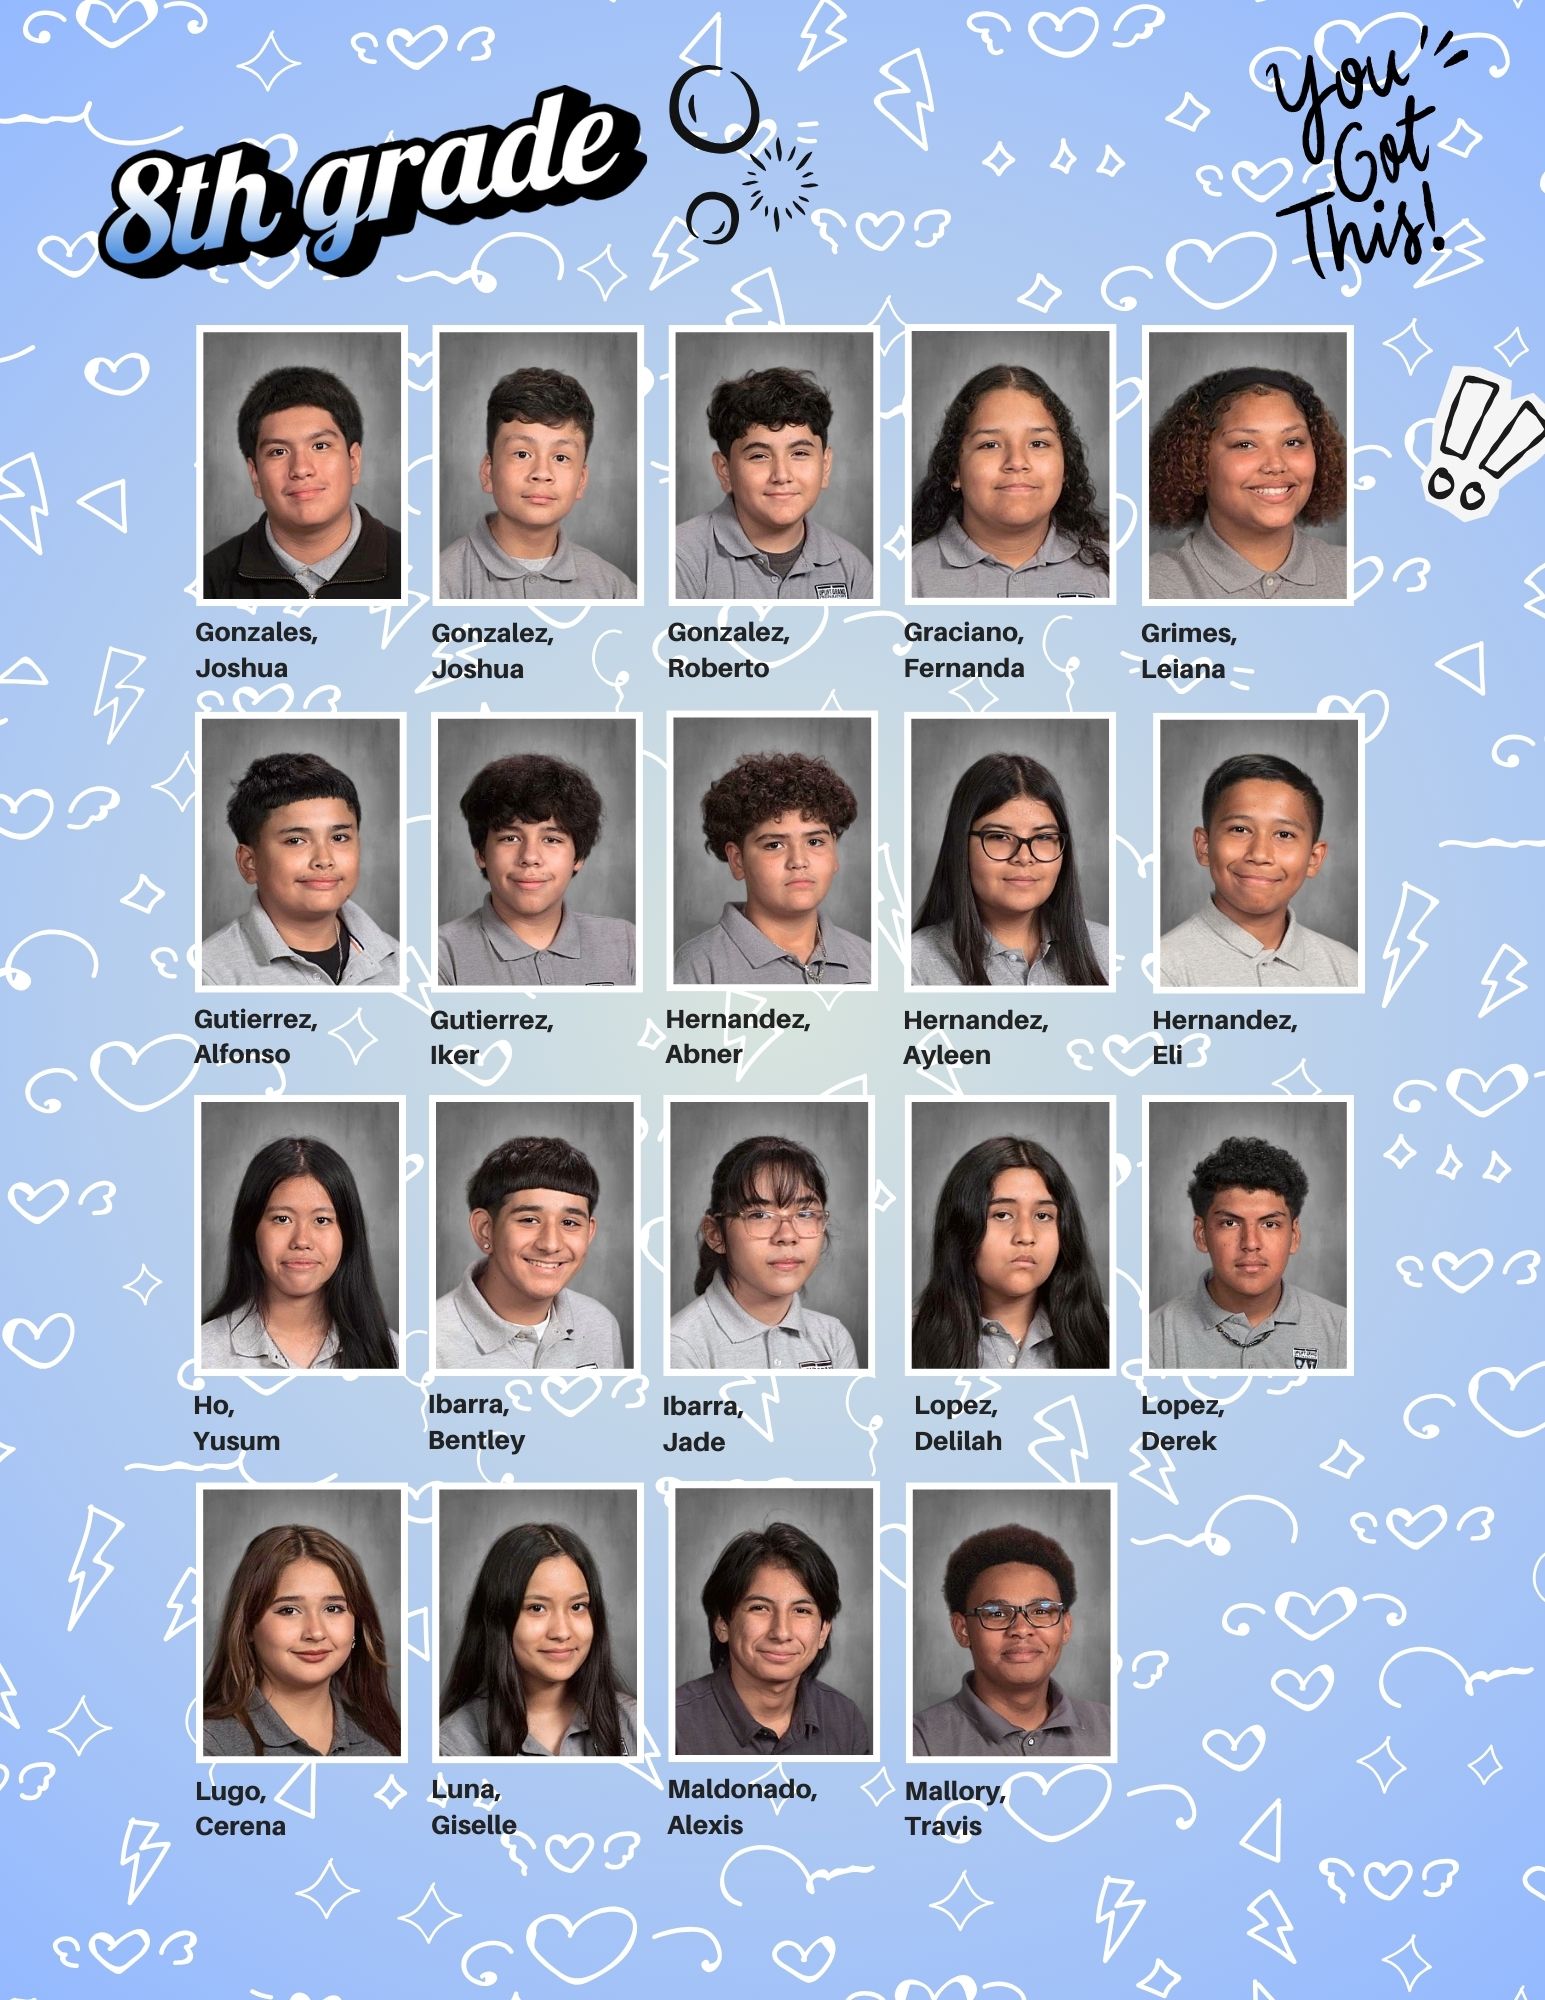 8th grade
You
Got
This!
Gonzales,
Joshua
Gonzalez,
Joshua
Gonzalez,
Roberto
Graciano,
Fernanda
Grimes,
Leiana
Gutierrez,
Alfonso
Gutierrez,
Iker
Hernandez,
Abner
Hernandez,
Ayleen
Hernandez,
Eli
Ho,
Yusum
Ibarra,
Bentley
Ibarra,
Jade
Lopez,
Delilah
Lopez,
Derek
Lugo,
Cerena
Luna,
Giselle
Maldonado,
Alexis
Mallory,
Travis